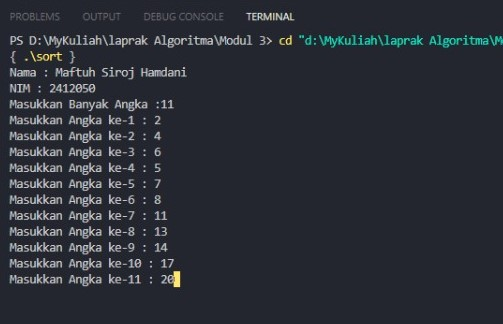 PROBLEMS OUTPUT DEBUG CONSOLE TERMINAL
PS D:\MyKuliah\laprak Algoritma\Modul 3> cd "d:\MyKuliah\laprak Algoritma\M
{ .\sort }
Nama : Maftuh Siroj Hamdani
NIM : 2412050
Masukkan Banyak Angka :11
Masukkan Angka ke-1 : 2
Masukkan Angka ke-2 : 4
Masukkan Angka ke-3 : 6
Masukkan Angka ke-4 : 5
Masukkan Angka ke-5 : 7
Masukkan Angka ke-6 : 8
Masukkan Angka ke-7 : 11
Masukkan Angka ke-8 : 13
Masukkan Angka ke-9 : 14
Masukkan Angka ke-10 : 17
Masukkan Angka ke-11 : 20